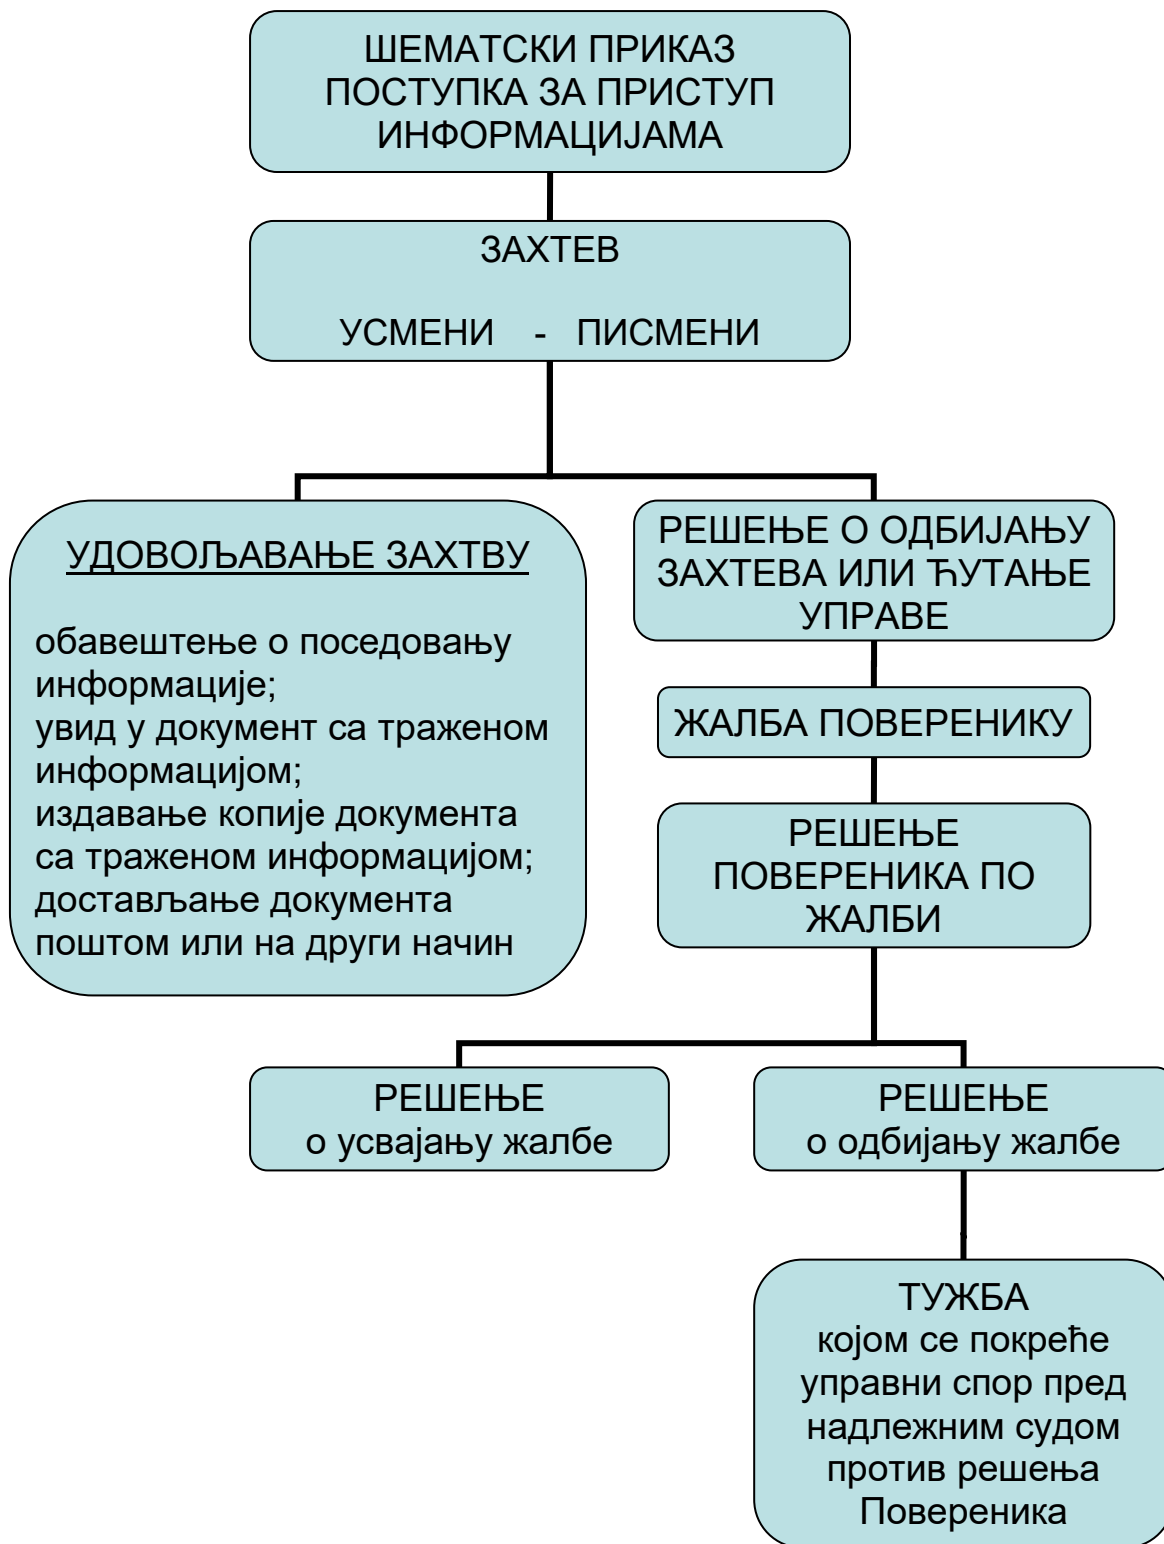 ШЕМАТСКИ ПРИКАЗ
ПОСТУПКА ЗА ПРИСТУП
ИНФОРМАЦИЈАМА
ЗАХТЕВ
УСМЕНИ - ПИСМЕНИ
УДОВОЉАВАЊЕ ЗАХТВУ
обавештење о поседовању
информације;
увид у документ са траженом
информацијом;
издавање копије документа
са траженом информацијом;
достављање документа
поштом или на други начин
РЕШЕЊЕ О ОДБИЈАЊУ
ЗАХТЕВА ИЛИ ЋУТАЊЕ
УПРАВЕ
ЖАЛБА ПОВЕРЕНИКУ
РЕШЕЊЕ
ПОВЕРЕНИКА ПО
ЖАЛБИ
РЕШЕЊЕ
о усвајању жалбе
РЕШЕЊЕ
о одбијању жалбе
ТУЖБА
којом се покреће
управни спор пред
надлежним судом
против решења
Повереника